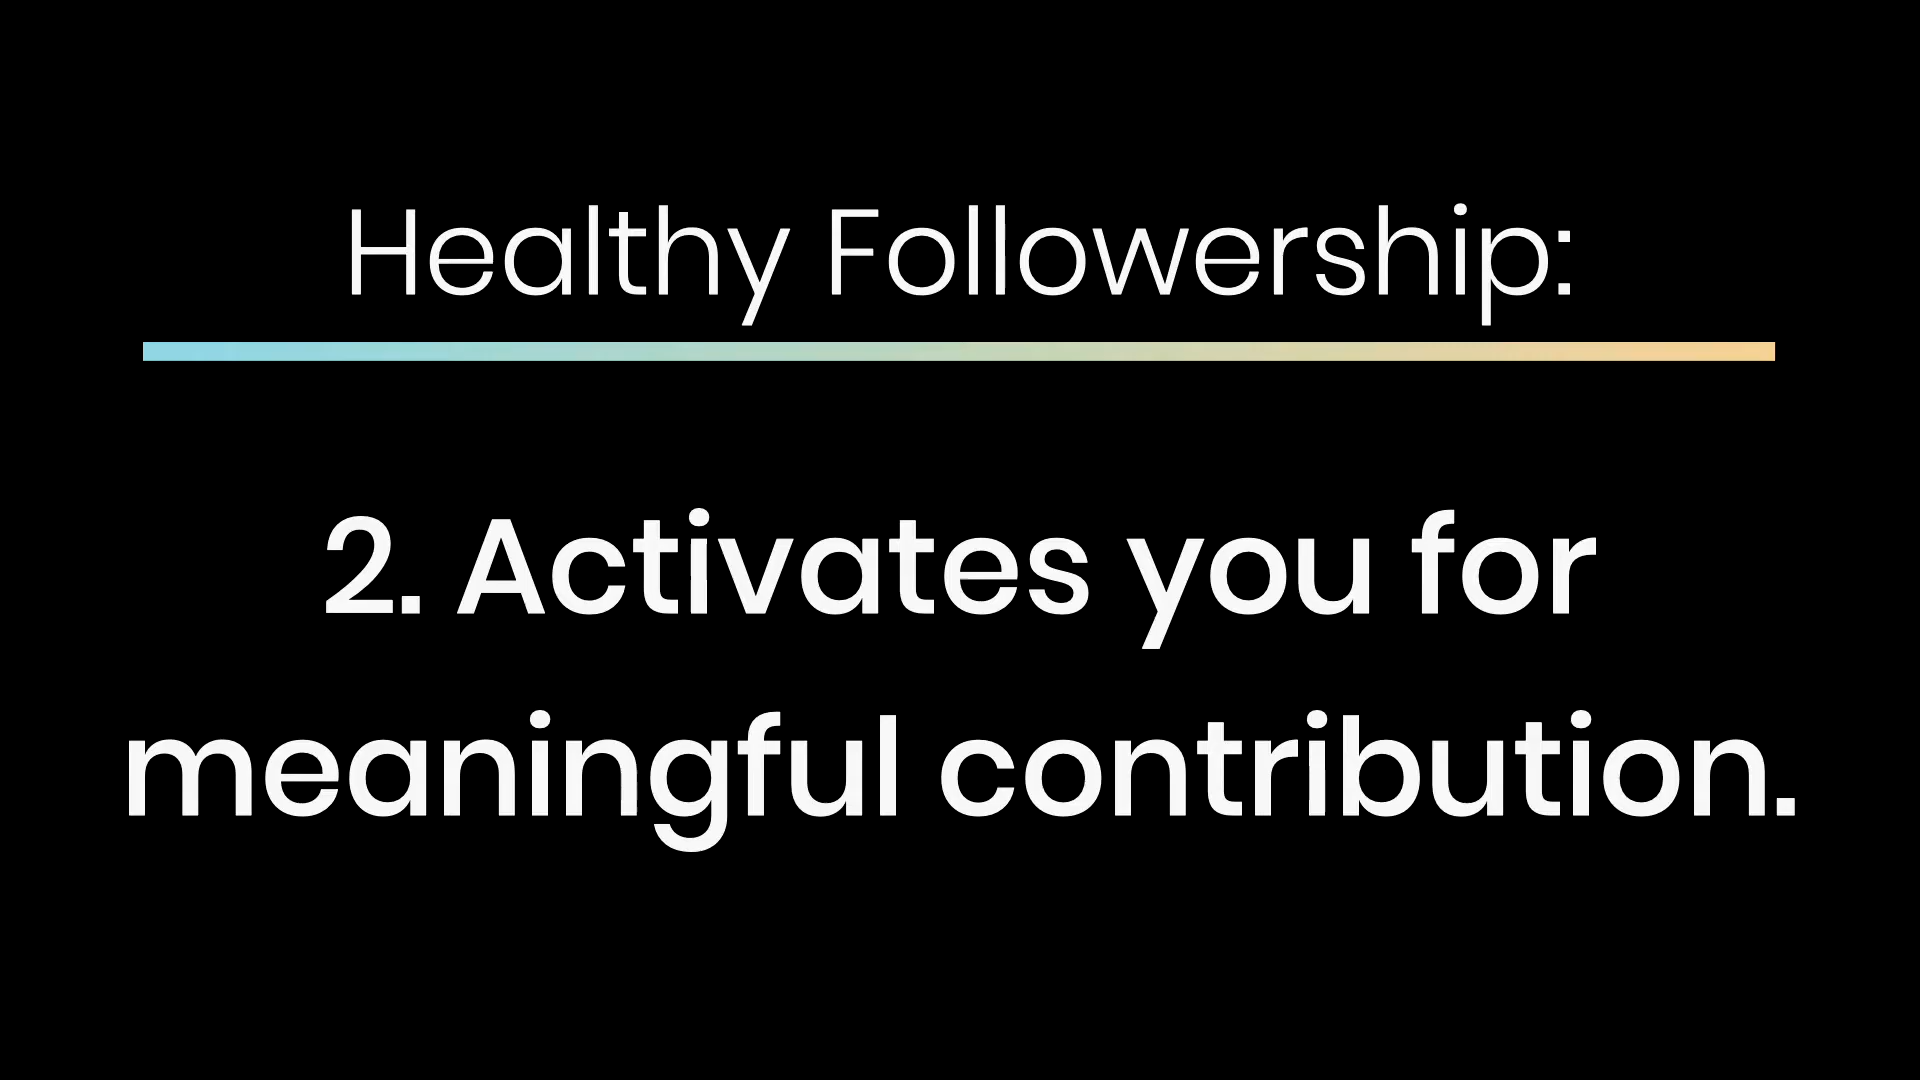 Healthy Followership:
2. Activates you for
meaningful contribution.